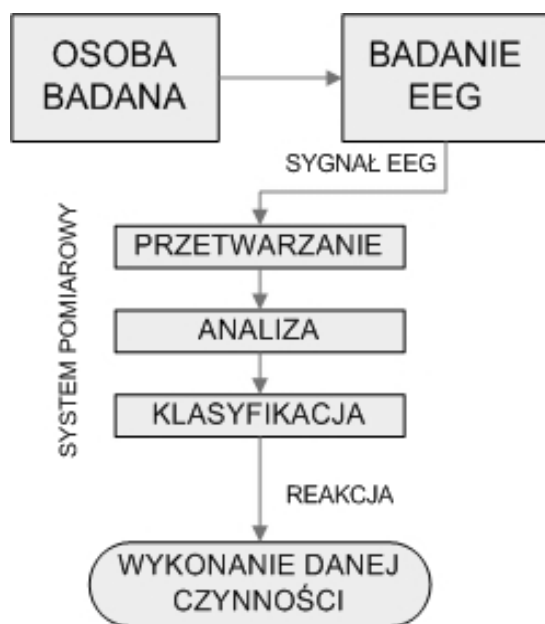 OSOBA
BADANA
BADANIE
EEG
SYGNAŁ EEG
SYSTEM POMIAROWY
PRZETWARZANIE
ANALIZA
KLASYFIKACJA
REAKCJA
WYKONANIE DANEJ
CZYNNOŚCI